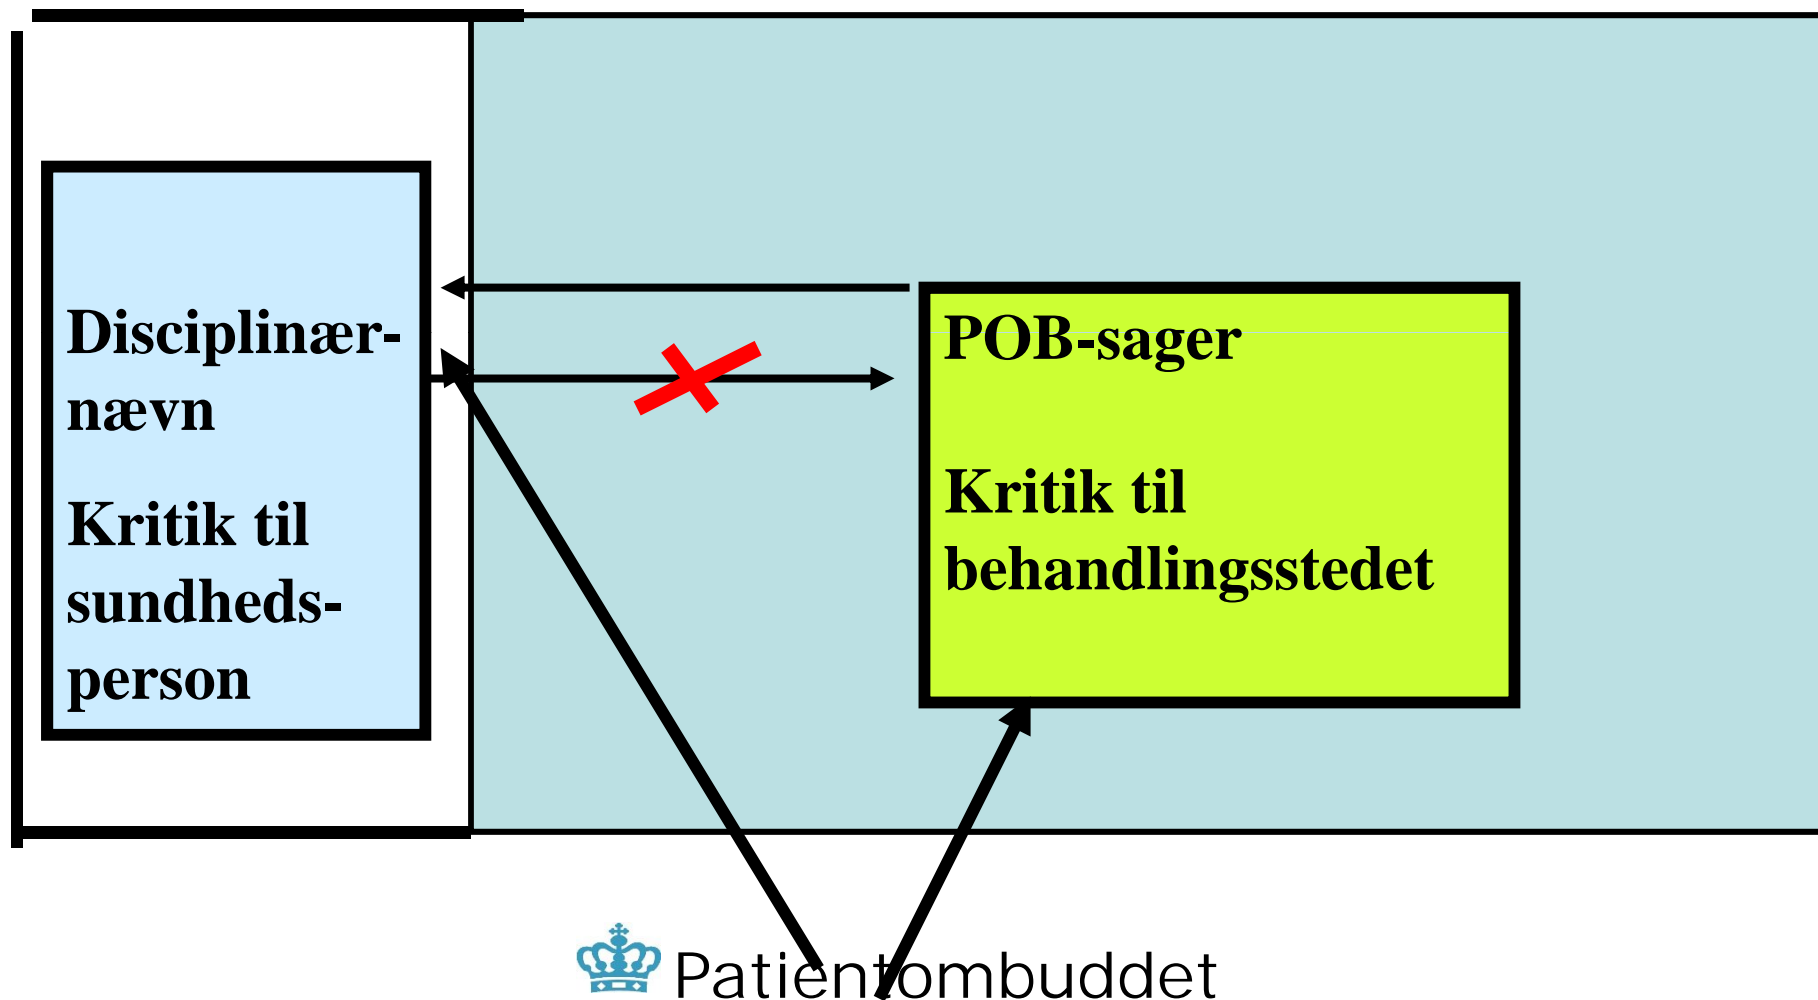 Disciplinær-
nævn
Kritik til
sundheds-
person
POB-sager
Kritik til
behandlingsstedet
Patientombuddet